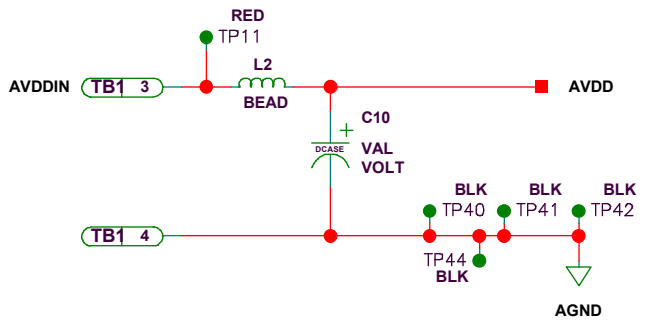 RED
TP11
AVDDIN TB1 3 L2 AVDD
BEAD
C10
+
DCASE VAL
VOLT
BLK BLK BLK
TP40 TP41 TP42
TB1 4
TP44
BLK
AGND